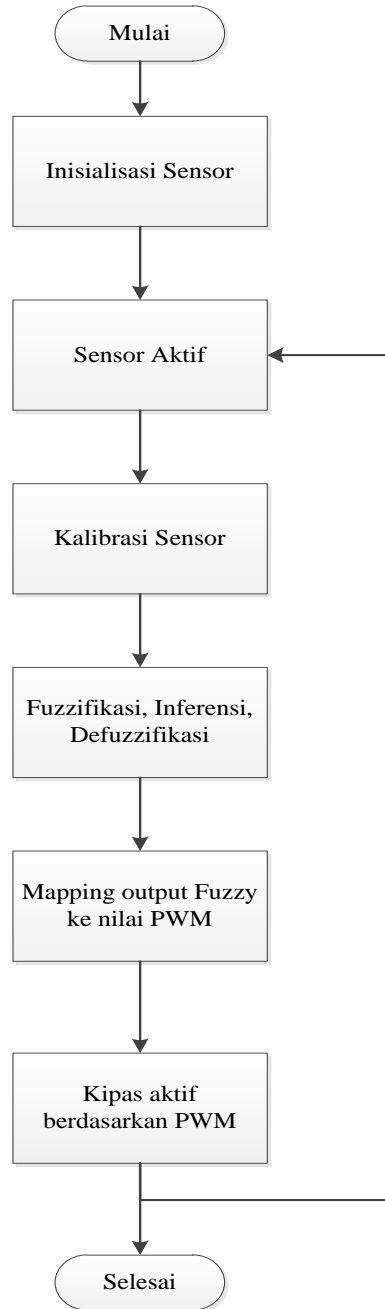 Mulai
Inisialisasi Sensor
Sensor Aktif
Kalibrasi Sensor
Fuzzifikasi, Inferensi,
Defuzzifikasi
Mapping output Fuzzy
ke nilai PWM
Kipas aktif
berdasarkan PWM
Selesai